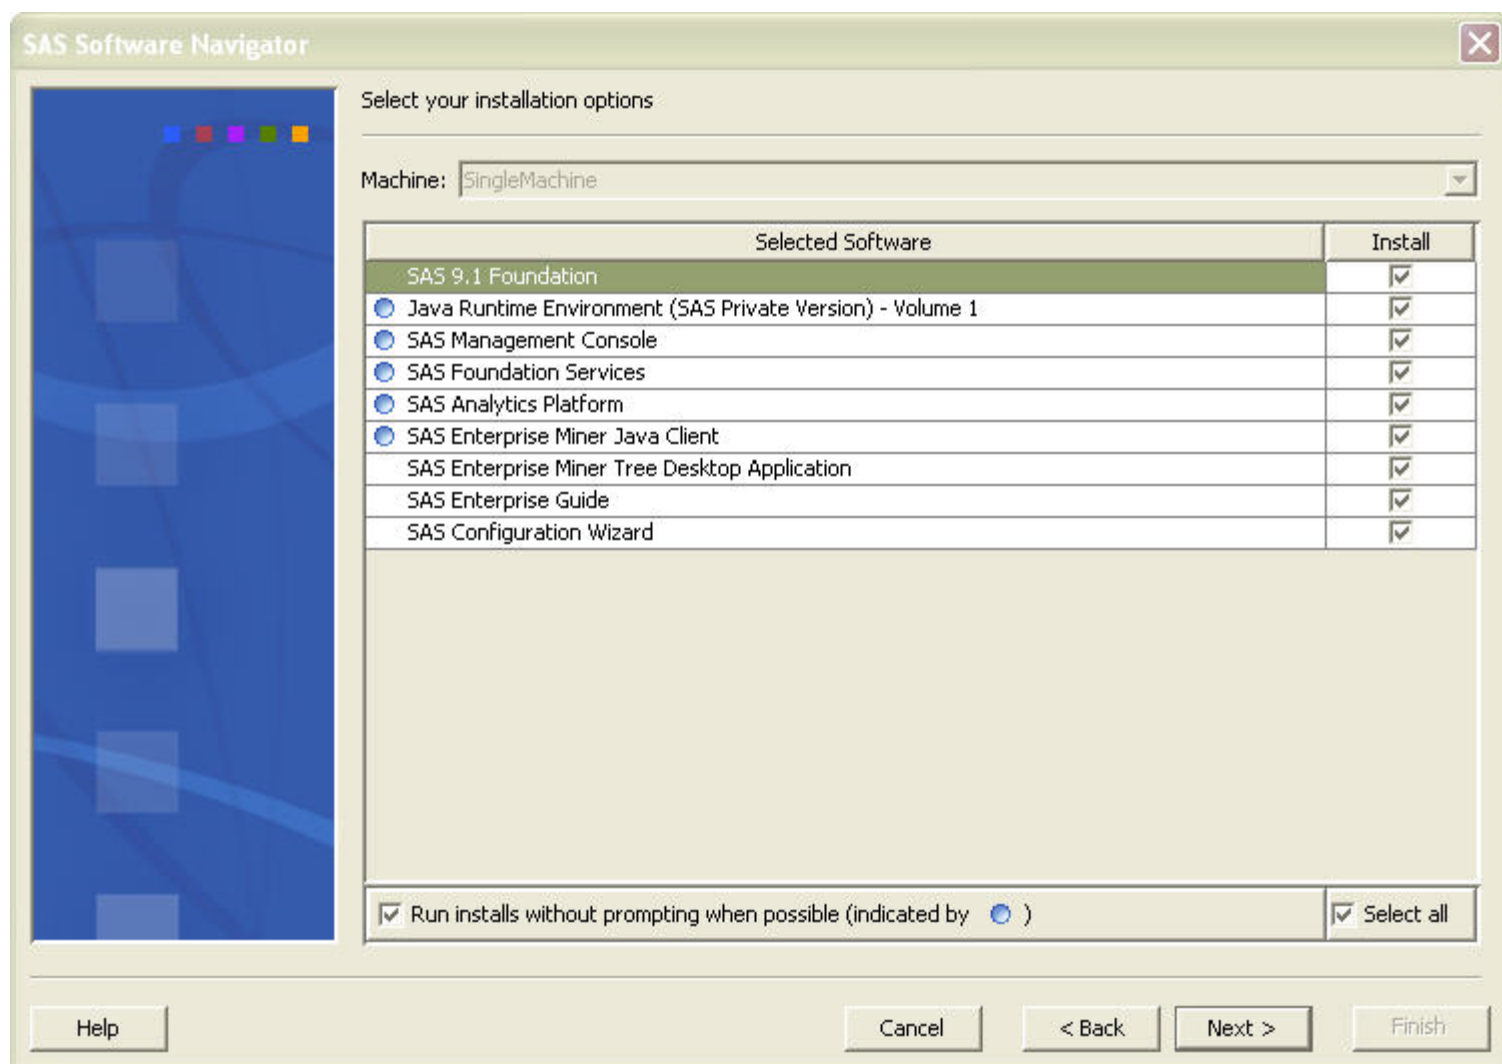 SAS Software Navigator
Select your installation options
Machine: SingleMachine
Selected Software Install
SAS 9.1 Foundation
Java Runtime Environment (SAS Private Version) - Volume 1
SAS Management Console
SAS Foundation Services
SAS Analytics Platform
SAS Enterprise Miner Java Client
SAS Enterprise Miner Tree Desktop Application
SAS Enterprise Guide
SAS Configuration Wizard
Run installs without prompting when possible (indicated by ) Select all
Help Cancel < Back Next > Finish